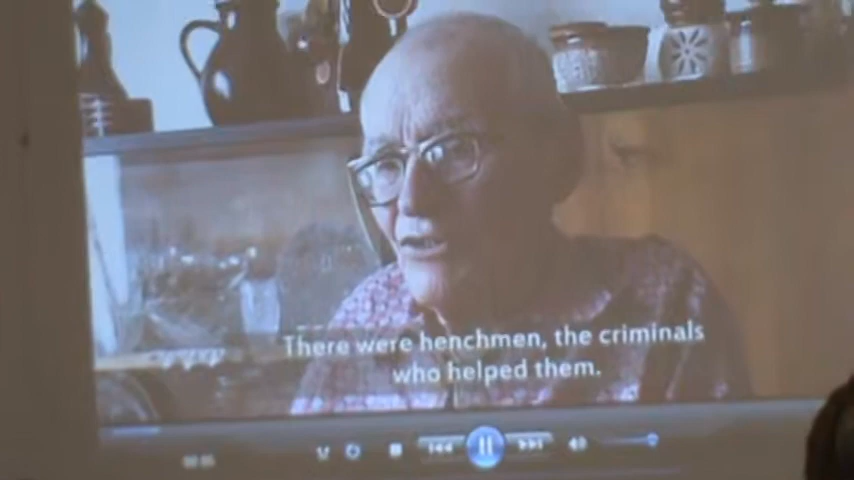 There were henchmen, the criminals
who helped them.